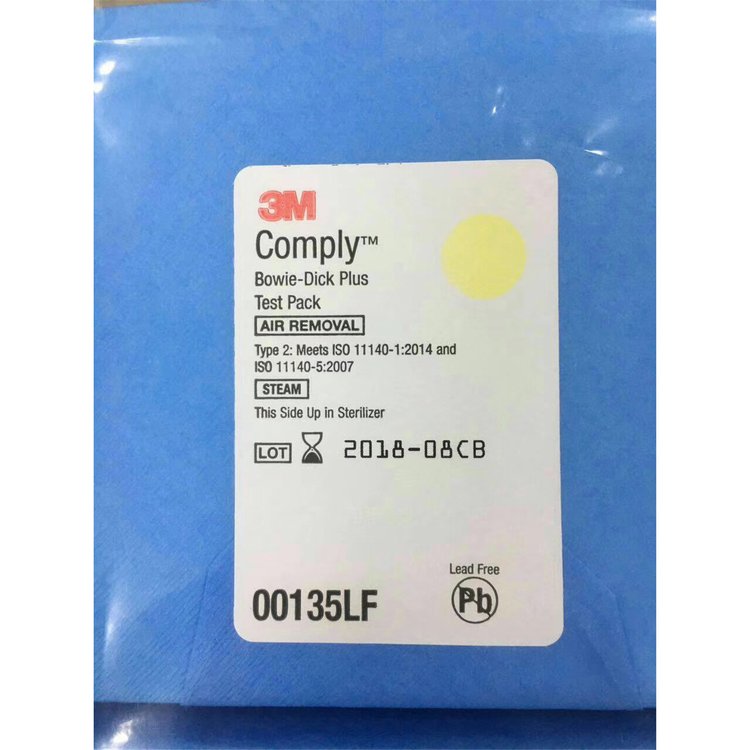 3M
Comply™
Bowie-Dick Plus
Test Pack
AIR REMOVAL
Type 2: Meets ISO 11140-1:2014 and
ISO 11140-5:2007
STEAM
This Side Up in Sterilizer
LOT 2018-08CB
Lead Free
00135LF Pb